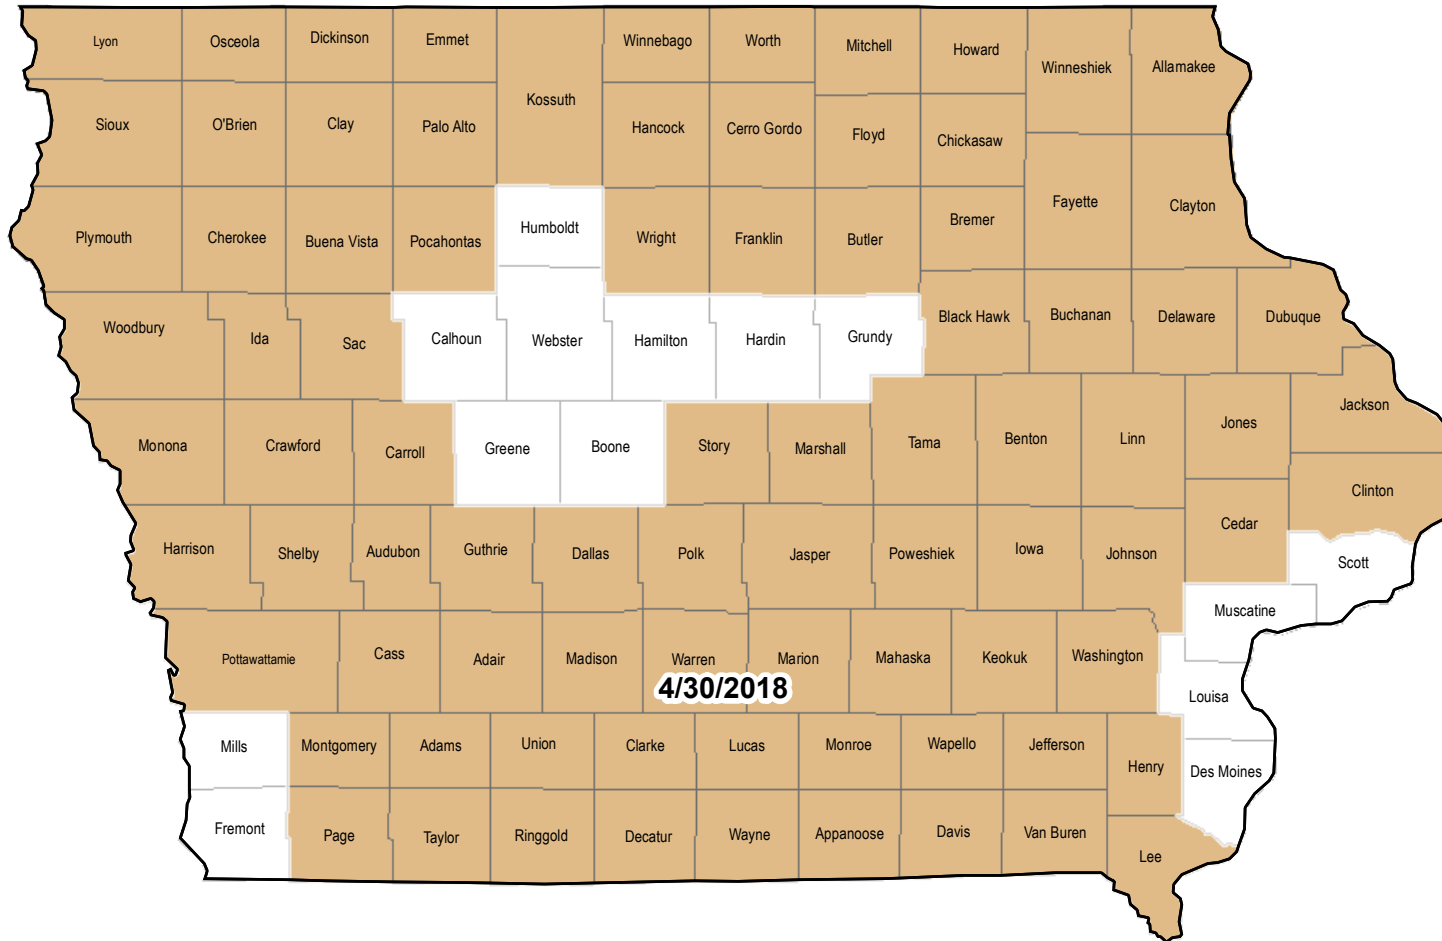 Lyon
Osceola
Dickinson
Emmet
Kossuth
Winnebago
Worth
Mitchell
Howard
Winneshiek
Allamakee
Sioux
O'Brien
Clay
Palo Alto
Hancock
Cerro Gordo
Floyd
Chickasaw
Fayette
Clayton
Plymouth
Cherokee
Buena Vista
Pocahontas
Humboldt
Wright
Franklin
Butler
Bremer
Woodbury
Ida
Sac
Calhoun
Webster
Hamilton
Hardin
Grundy
Black Hawk
Buchanan
Delaware
Dubuque
Monona
Crawford
Carroll
Greene
Boone
Story
Marshall
Tama
Benton
Linn
Jones
Jackson
Clinton
Cedar
Harrison
Shelby
Audubon
Guthrie
Dallas
Polk
Jasper
Poweshiek
Iowa
Johnson
Scott
Muscatine
Pottawattamie
Cass
Adair
Madison
Warren
Marion
Mahaska
Keokuk
Washington
4/30/2018
Louisa
Mills
Montgomery
Adams
Union
Clarke
Lucas
Monroe
Wapello
Jefferson
Henry
Des Moines
Fremont
Page
Taylor
Ringgold
Decatur
Wayne
Appanoose
Davis
Van Buren
Lee